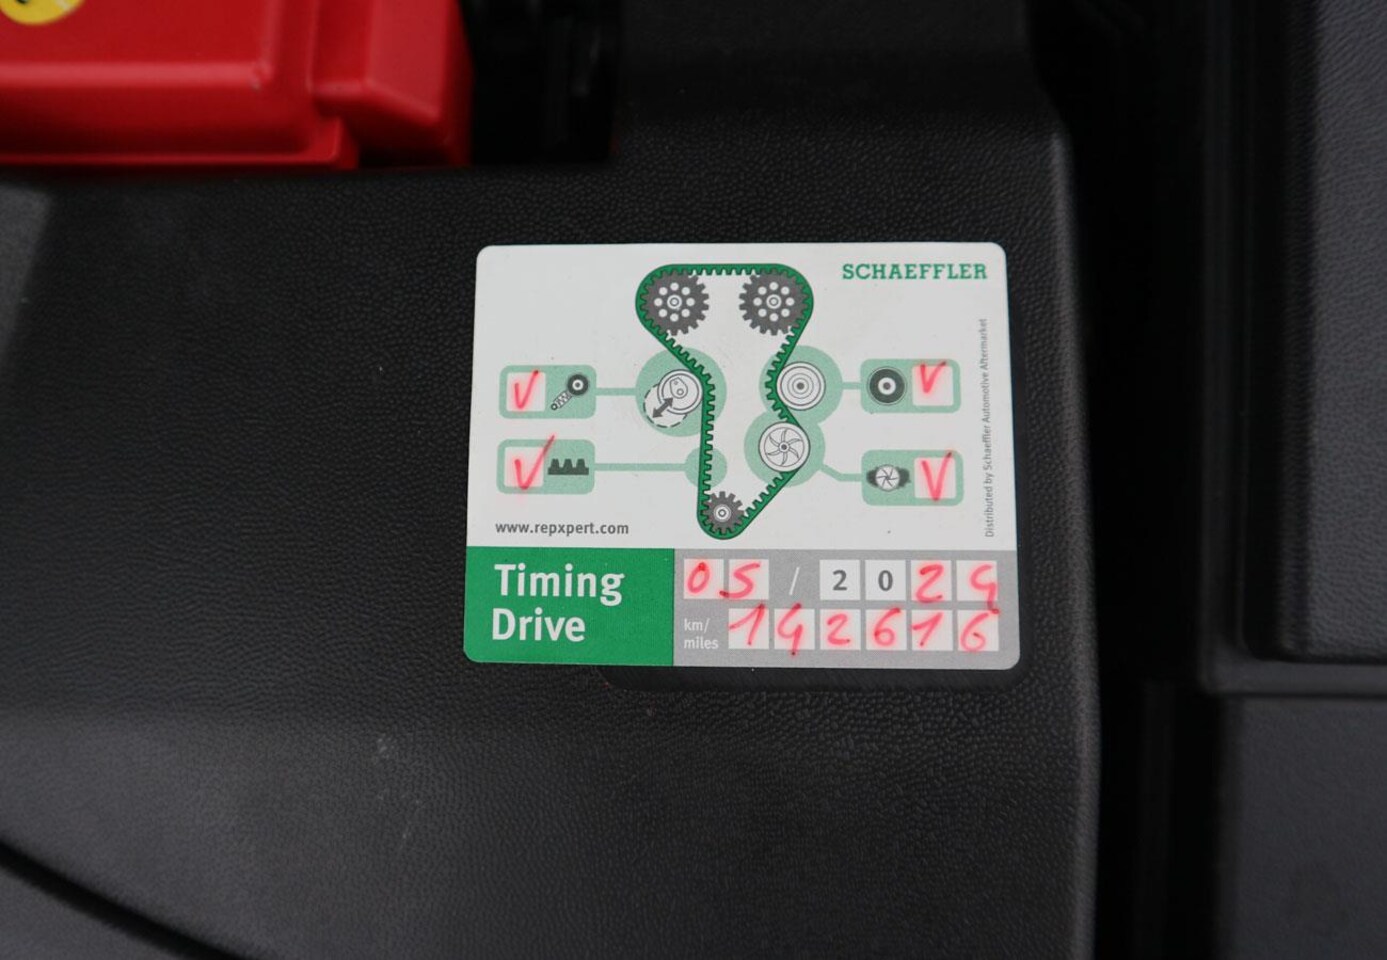 SCHAEFFLER
Distributed by Schaeffler Automotive Aftermarket
www.repxpert.com
Timing
Drive
05 / 2024
km/
miles
142616